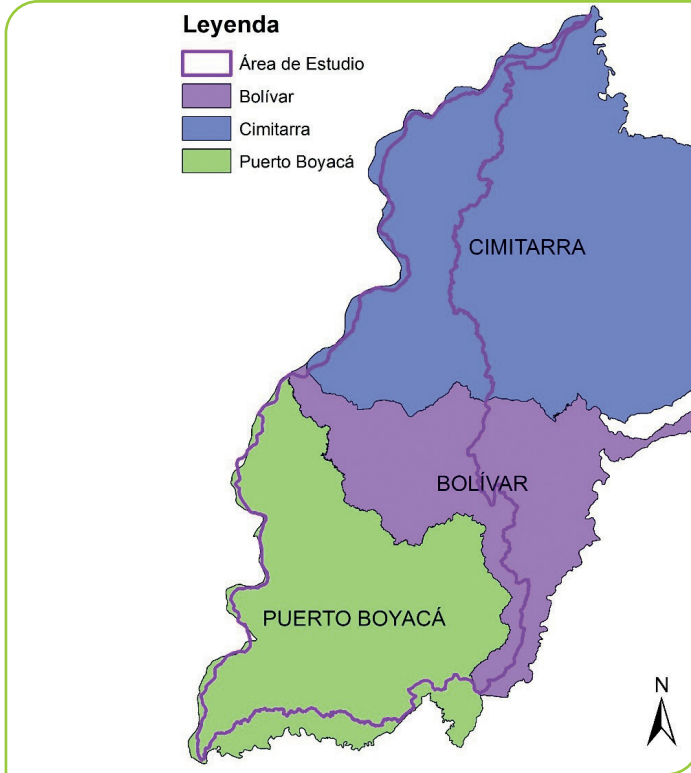 Leyenda
Área de Estudio
Bolívar
Cimitarra
Puerto Boyacá
CIMITARRA
BOLÍVAR
PUERTO BOYACÁ
N